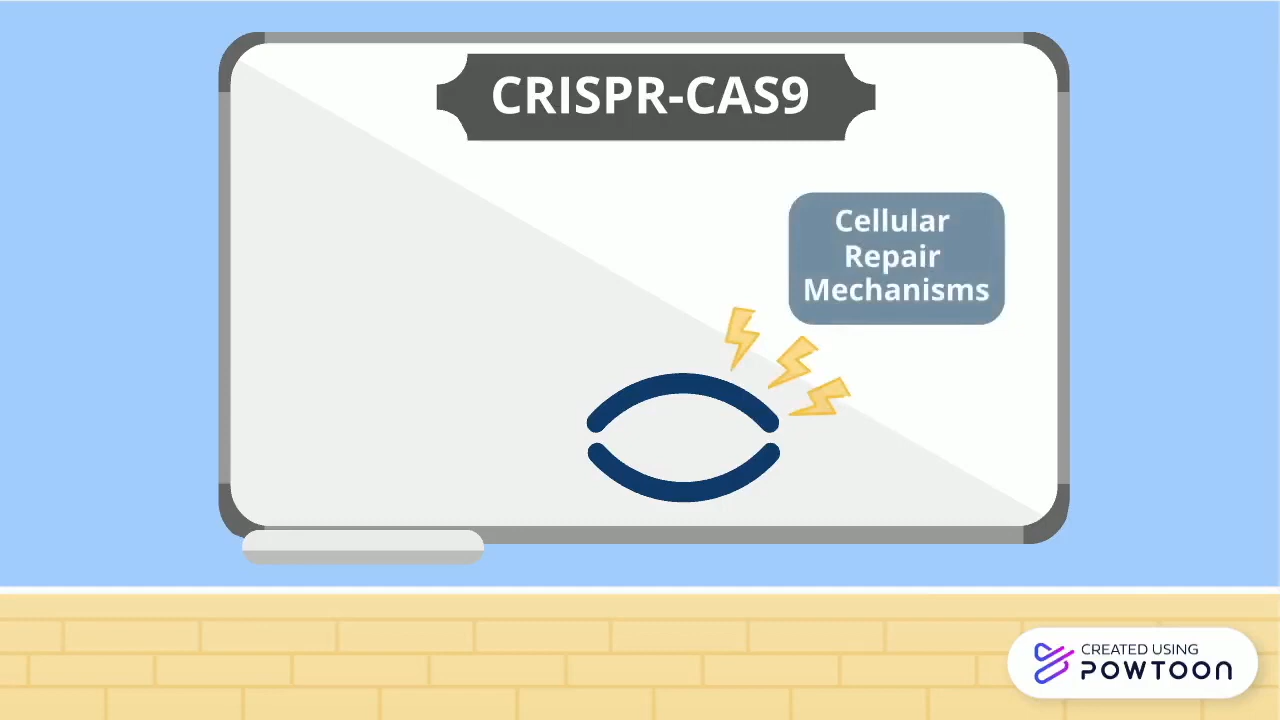 CRISPR-CAS9
Cellular
Repair
Mechanisms
CREATED USING
POWTOON